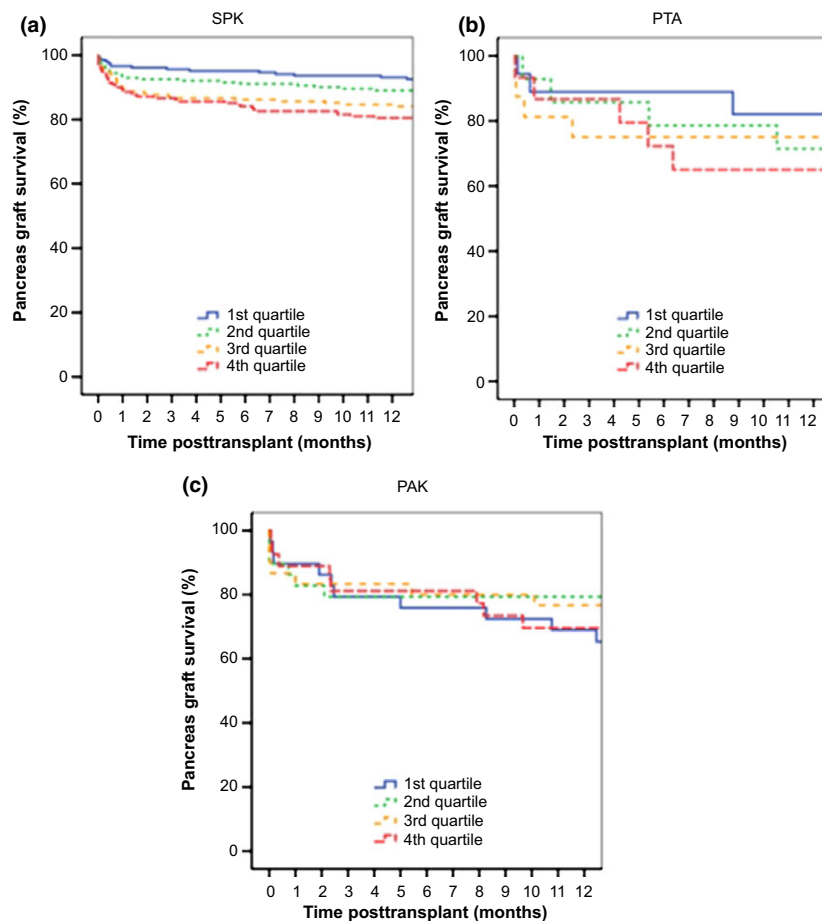 (a)
SPK
Pancreas graft survival (%)
100
80
60
40
20
0
1st quartile
2nd quartile
3rd quartile
4th quartile
0 1 2 3 4 5 6 7 8 9 10 11 12
Time posttransplant (months)
(b)
PTA
Pancreas graft survival (%)
100
80
60
40
20
0
1st quartile
2nd quartile
3rd quartile
4th quartile
0 1 2 3 4 5 6 7 8 9 10 11 12
Time posttransplant (months)
(c)
PAK
Pancreas graft survival (%)
100
80
60
40
20
0
1st quartile
2nd quartile
3rd quartile
4th quartile
0 1 2 3 4 5 6 7 8 9 10 11 12
Time posttransplant (months)